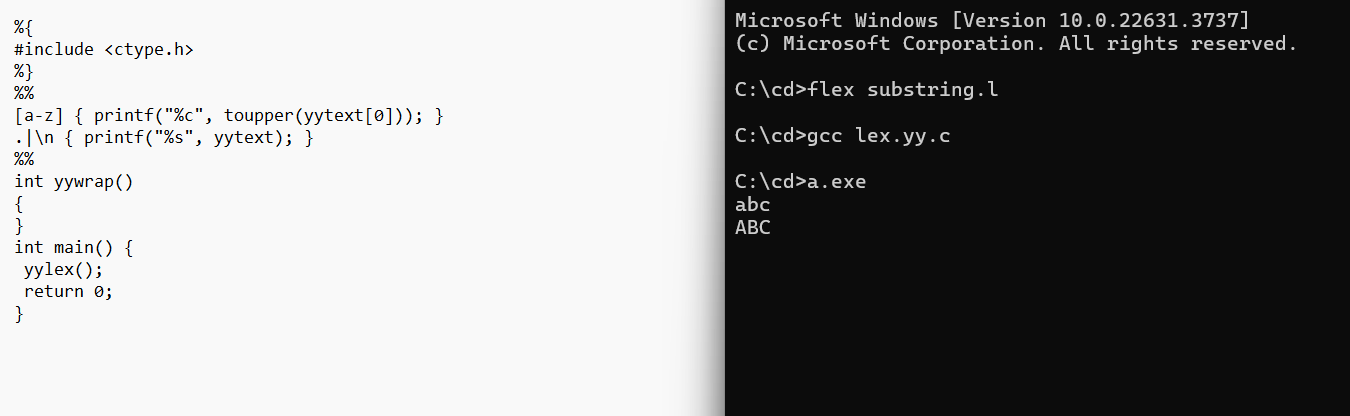 %{
#include <ctype.h>
%}
%%
[a-z] { printf("%c", toupper(yytext[0])); }
.|\n { printf("%s", yytext); }
%%
int yywrap()
{
}
int main() {
 yylex();
 return 0;
}
Microsoft Windows [Version 10.0.22631.3737]
(c) Microsoft Corporation. All rights reserved.
C:\cd>flex substring.l
C:\cd>gcc lex.yy.c
C:\cd>a.exe
abc
ABC